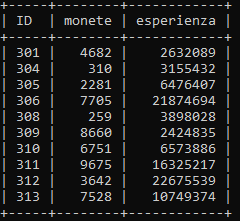 +-----+---------+------------+
| ID  | monete  | esperienza |
+-----+---------+------------+
| 301 | 4682 | 2632089 |
| 304 | 310 | 3155432 |
| 305 | 2281 | 6476407 |
| 306 | 7705 | 21874694 |
| 308 | 259 | 3898028 |
| 309 | 8660 | 2424835 |
| 310 | 6751 | 6573886 |
| 311 | 9675 | 16325217 |
| 312 | 3642 | 22675539 |
| 313 | 7528 | 10749374 |
+-----+---------+------------+